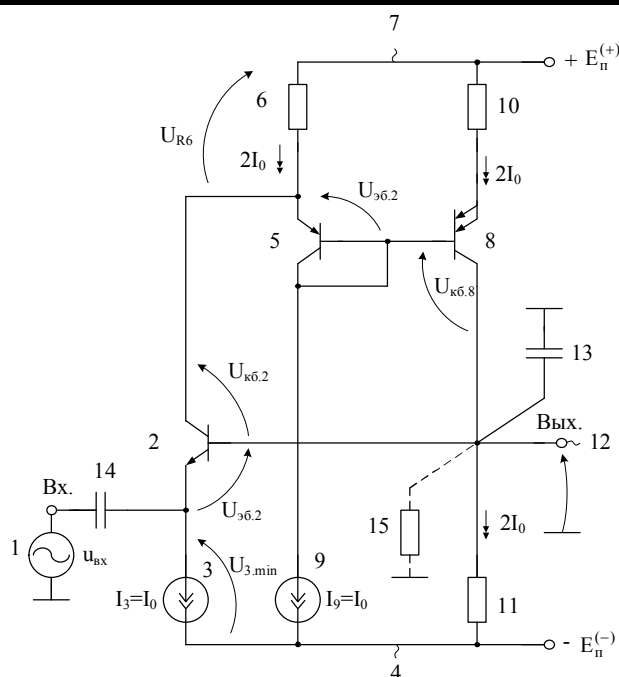 7
+ Eп(+)
6
10
UR6
2I0
2I0
Uэб.2
5
8
Uкб.8
13
Uкб.2
Вых.
2
12
14
Вх.
Uэб.2
15
2I0
1
uвх
3
U3.min
9
I3=I0
I9=I0
11
4
- Eп(−)